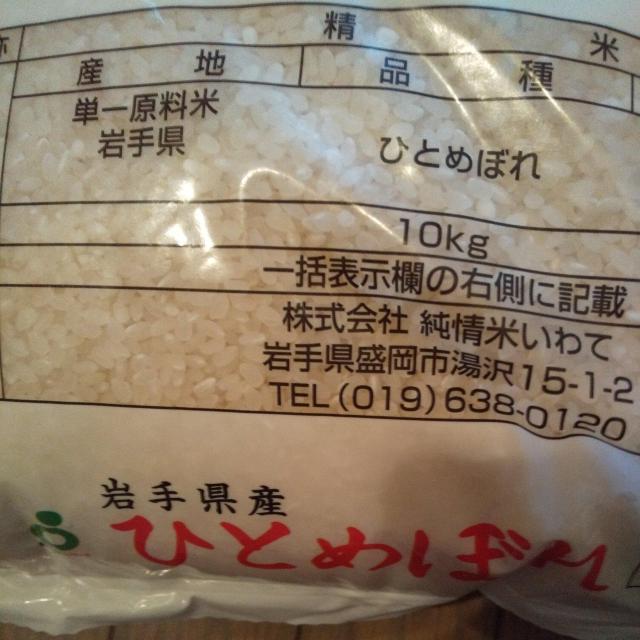 精米
産地 品種
単一原料米
岩手県
ひとめぼれ
10kg
一括表示欄の右側に記載
株式会社 純情米いわて
岩手県盛岡市湯沢15-1-2
TEL(019)638-0120
岩手県産
ひとめぼれ